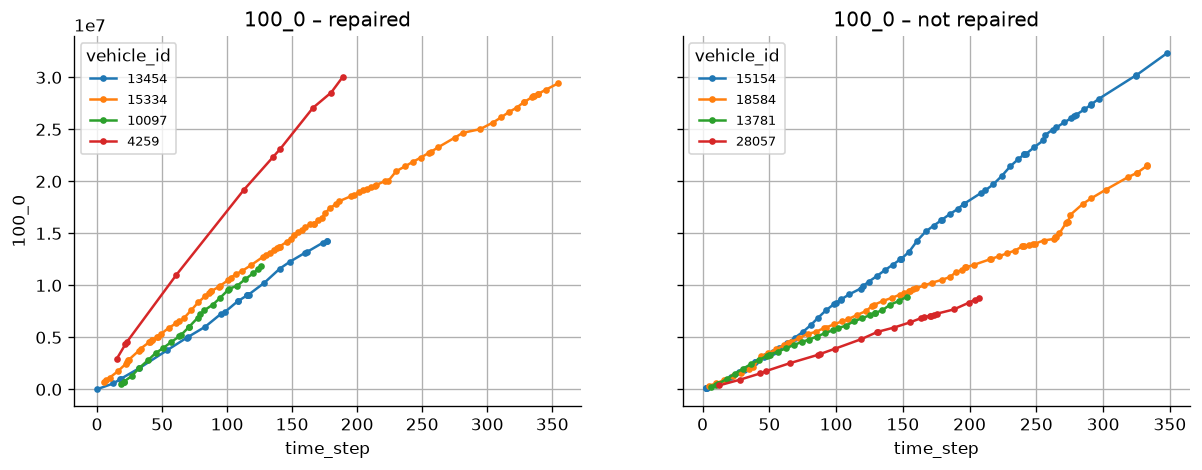 100_0 – repaired
1e7
vehicle_id
13454
15334
10097
4259
3.0
2.5
2.0
1.5
1.0
0.5
0.0
100_0
0 50 100 150 200 250 300 350
time_step
100_0 – not repaired
vehicle_id
15154
18584
13781
28057
0 50 100 150 200 250 300 350
time_step